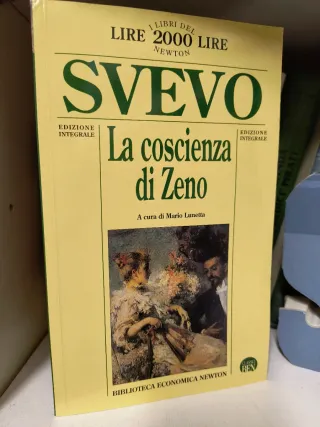 I LIBRI DEL
LIRE 2000 LIRE
NEWTON
SVEVO
EDIZIONE
INTEGRALE
EDIZIONE
INTEGRALE
La coscienza
di Zeno
A cura di Mario Lunetta
BIBLIOTECA ECONOMICA NEWTON
BEN